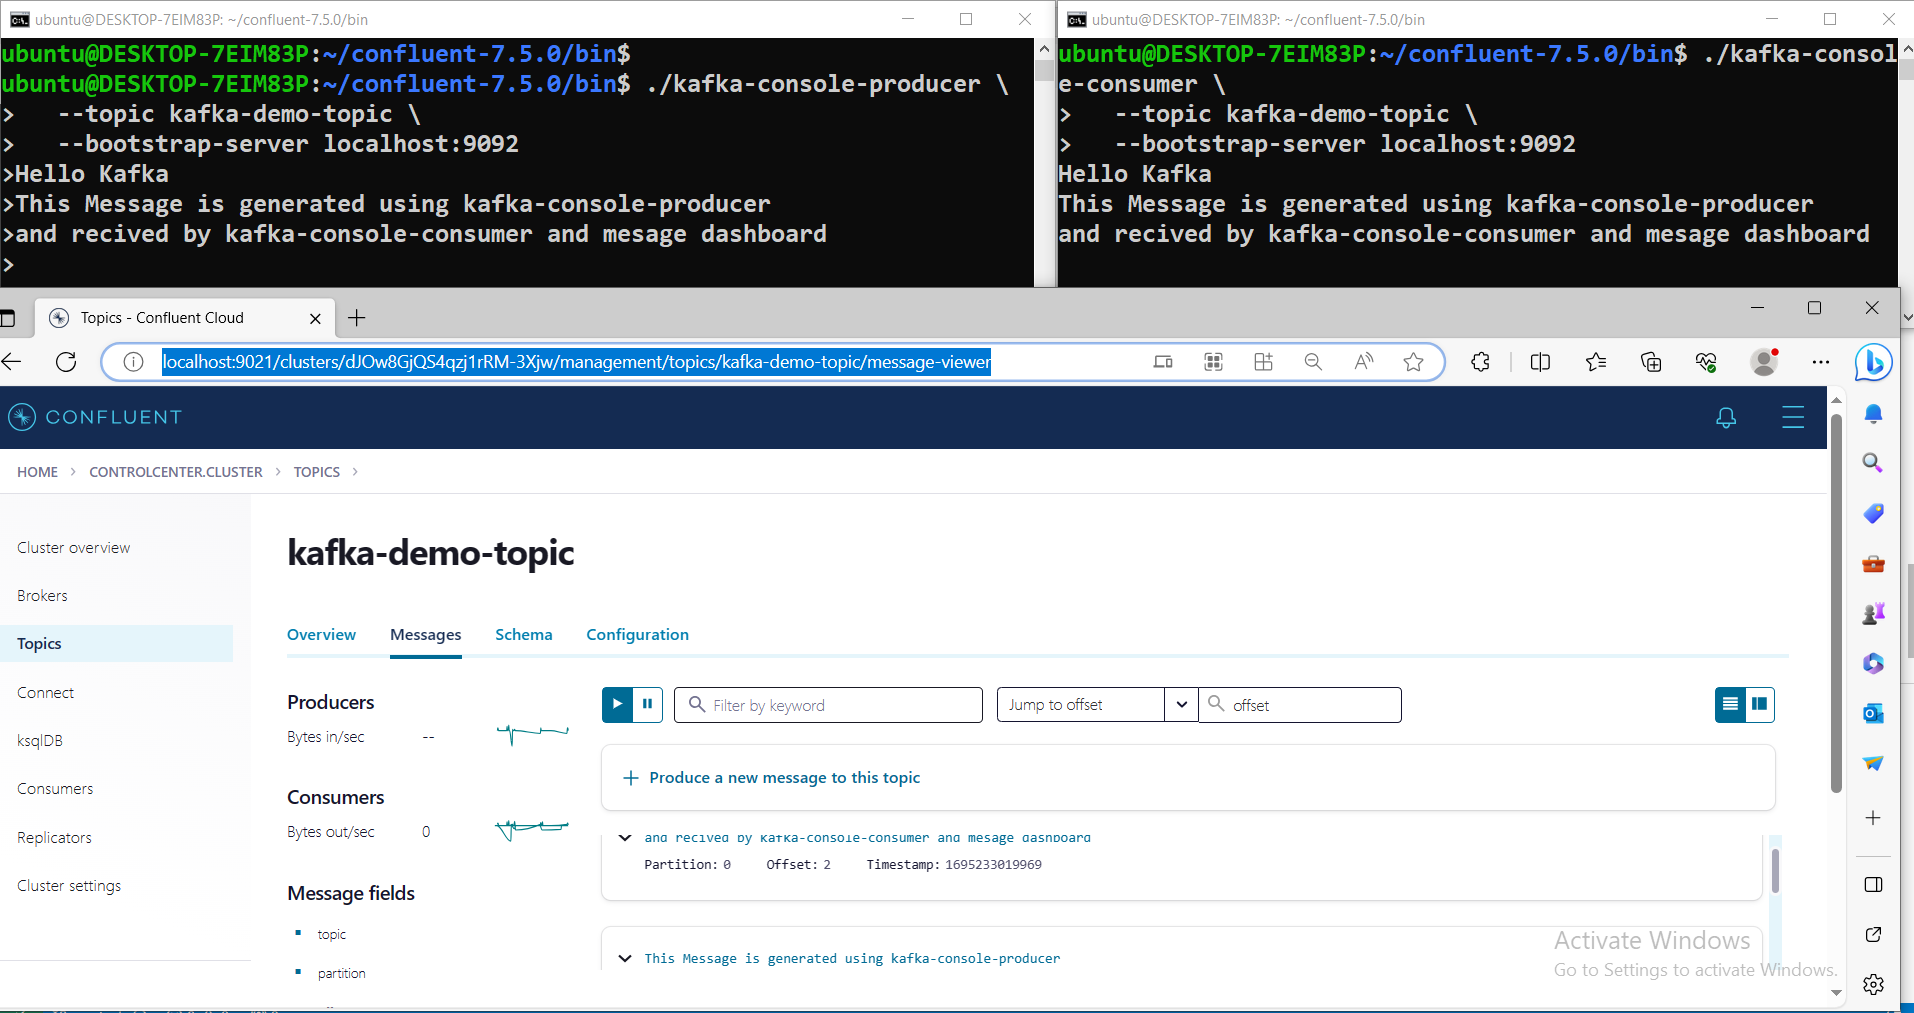 ubuntu@DESKTOP-7EIM83P: ~/confluent-7.5.0/bin
ubuntu@DESKTOP-7EIM83P:~/confluent-7.5.0/bin$
ubuntu@DESKTOP-7EIM83P:~/confluent-7.5.0/bin$ ./kafka-console-producer \
>   --topic kafka-demo-topic \
>   --bootstrap-server localhost:9092
>Hello Kafka
>This Message is generated using kafka-console-producer
>and recived by kafka-console-consumer and mesage dashboard
>
ubuntu@DESKTOP-7EIM83P: ~/confluent-7.5.0/bin
ubuntu@DESKTOP-7EIM83P:~/confluent-7.5.0/bin$ ./kafka-consol
e-consumer \
>   --topic kafka-demo-topic \
>   --bootstrap-server localhost:9092
Hello Kafka
This Message is generated using kafka-console-producer
and recived by kafka-console-consumer and mesage dashboard
Topics - Confluent Cloud
localhost:9021/clusters/dJOw8GjQS4qzj1rRM-3Xjw/management/topics/kafka-demo-topic/message-viewer
CONFLUENT
HOME > CONTROLCENTER.CLUSTER > TOPICS >
Cluster overview
Brokers
Topics
Connect
ksqlDB
Consumers
Replicators
Cluster settings
kafka-demo-topic
Overview Messages Schema Configuration
Producers
Bytes in/sec --
Consumers
Bytes out/sec 0
Message fields
topic
partition
Filter by keyword
Jump to offset
offset
+ Produce a new message to this topic
and recived by kafka-console-consumer and mesage dashboard
Partition: 0 Offset: 2 Timestamp: 1695233019969
This Message is generated using kafka-console-producer
Activate Windows
Go to Settings to activate Windows.